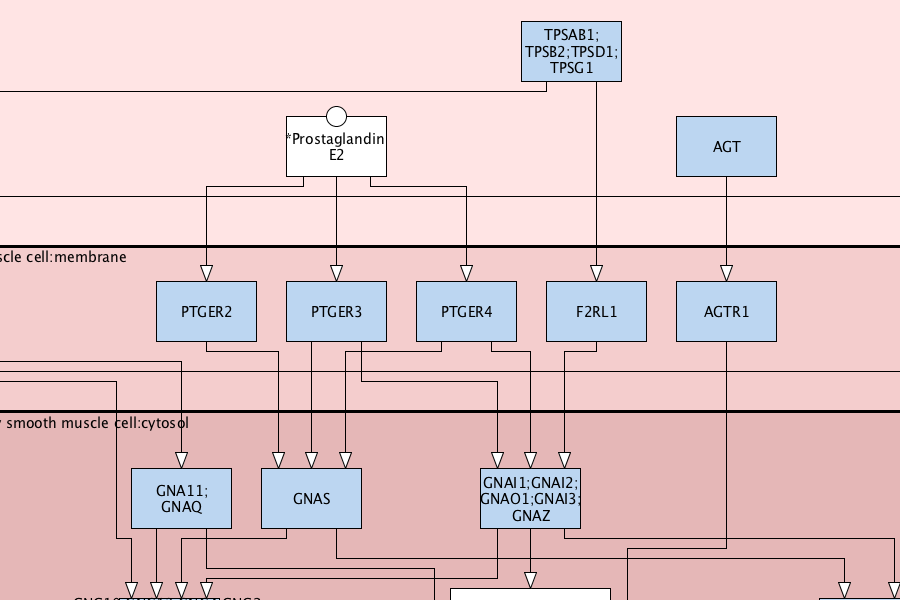 TPSAB1;
TPSB2;TPSD1;
TPSG1
*Prostaglandin
E2
AGT
scle cell:membrane
PTGER2
PTGER3
PTGER4
F2RL1
AGTR1
y smooth muscle cell:cytosol
GNA11;
GNAQ
GNAS
GNAI1;GNAI2;
GNAO1;GNAI3;
GNAZ